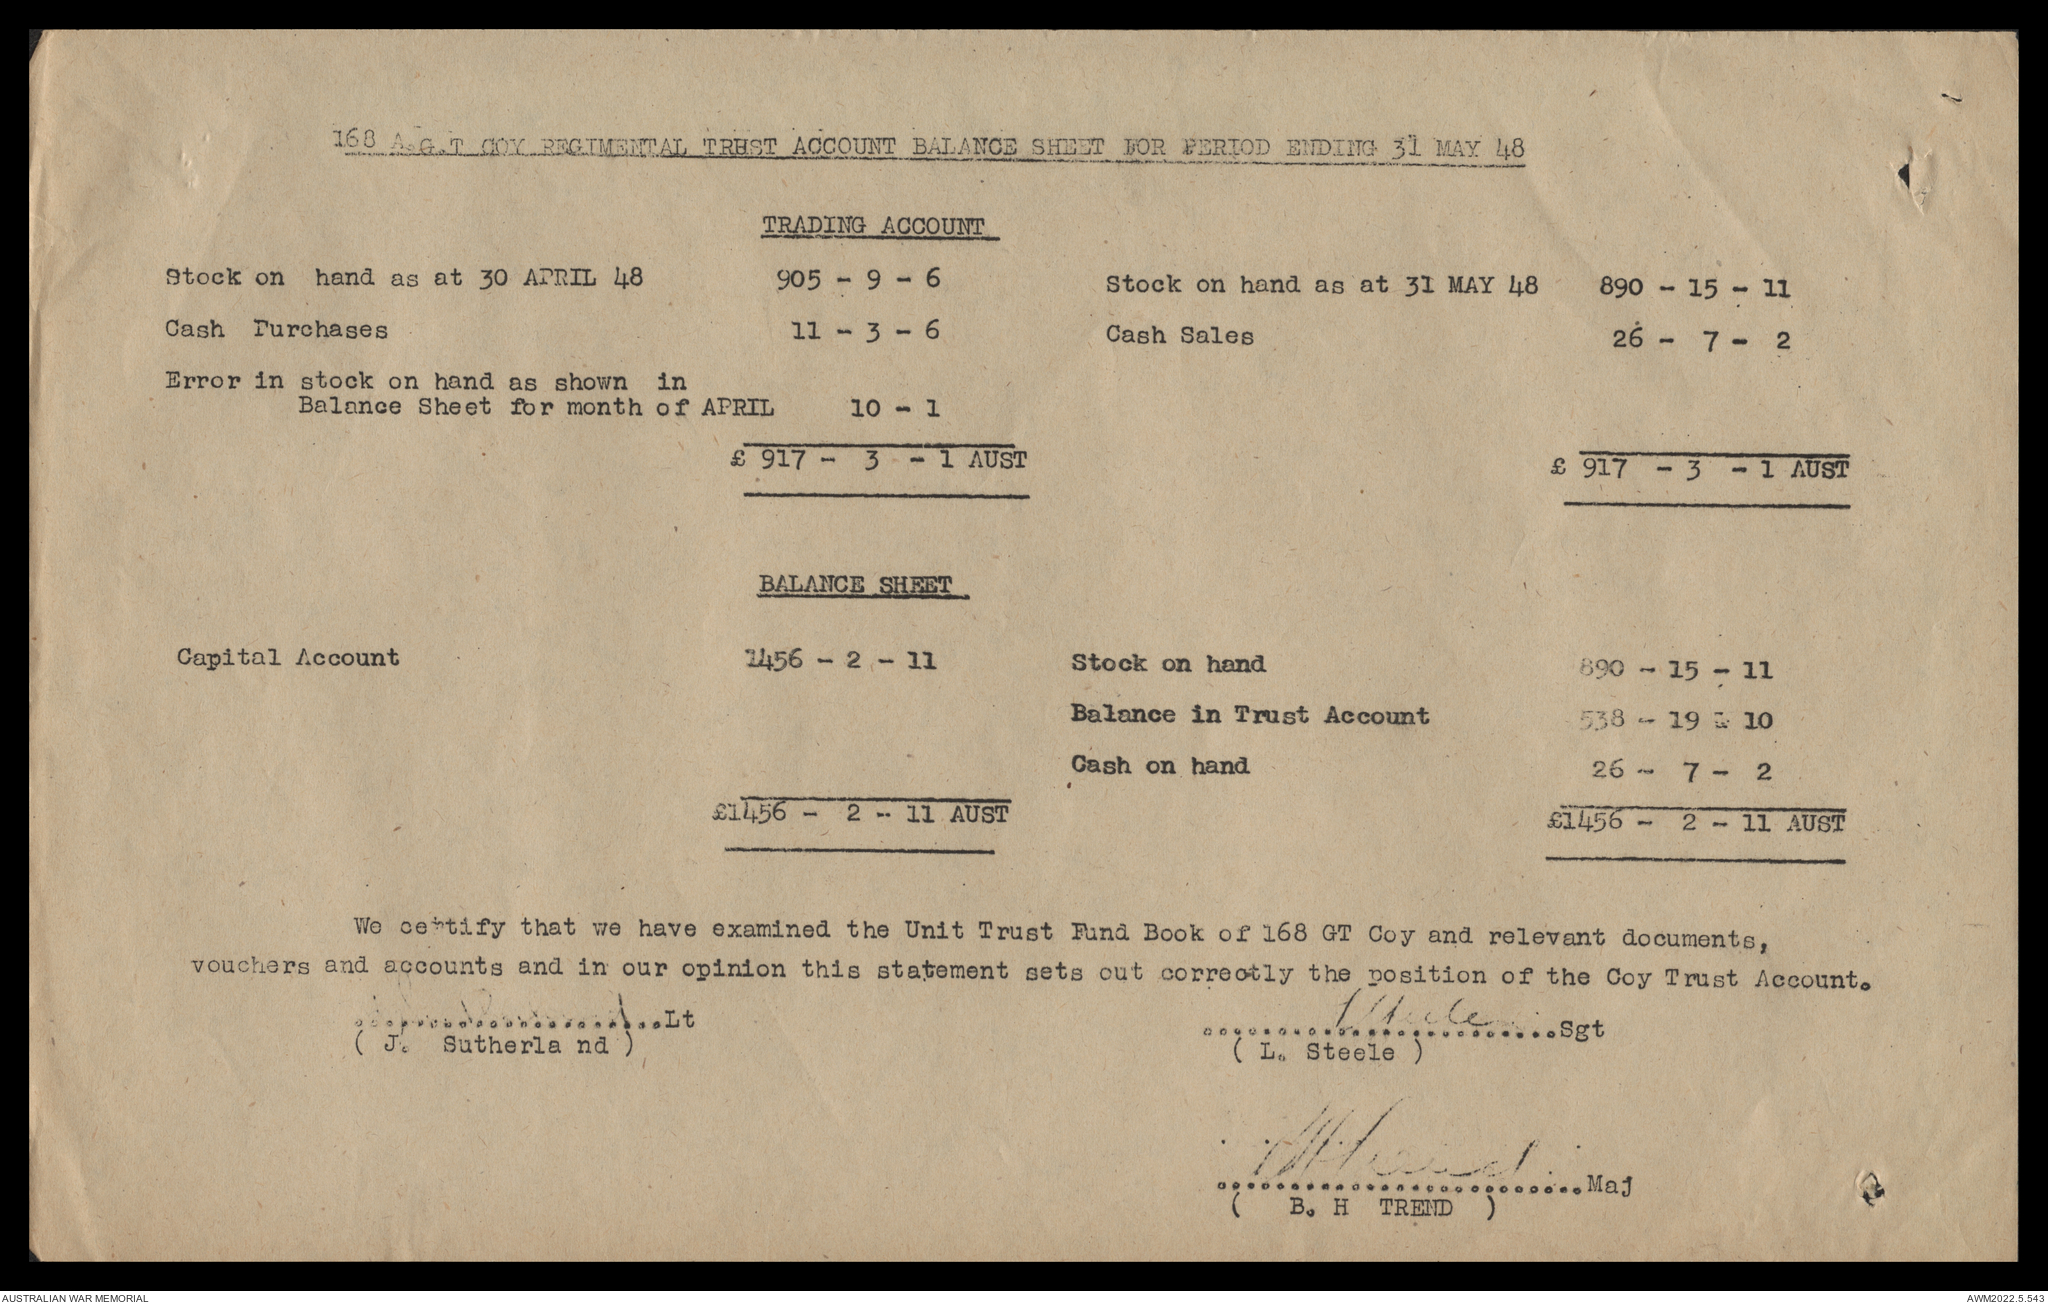 168 A.G.T COY REGIMENTAL TRUST ACCOUNT BALANCE SHEET FOR PERIOD ENDING 31 MAY 48
TRADING ACCOUNT
Stock on hand as at 30 APRIL 48 905 - 9 - 6 Stock on hand as at 31 MAY 48 890 - 15 - 11
Cash Purchases 11 - 3 - 6 Cash Sales 26 - 7 - 2
Error in stock on hand as shown in
Balance Sheet for month of APRIL 10 - 1
£ 917 - 3 - 1 AUST £ 917 - 3 - 1 AUST
BALANCE SHEET
Capital Account 1456 - 2 - 11 Stock on hand 890 - 15 - 11
Balance in Trust Account 538 - 19 - 10
Cash on hand 26 - 7 - 2
£1456 - 2 - 11 AUST £1456 - 2 - 11 AUST
We certify that we have examined the Unit Trust Fund Book of 168 GT Coy and relevant documents,
vouchers and accounts and in our opinion this statement sets out correctly the position of the Coy Trust Account.
....................Lt LSteele ........................Sgt
( J. Sutherla nd ) ( L. Steele )
BHTrend
.........................Maj
( B. H TREND )
AUSTRALIAN WAR MEMORIAL AWM2022.5.543